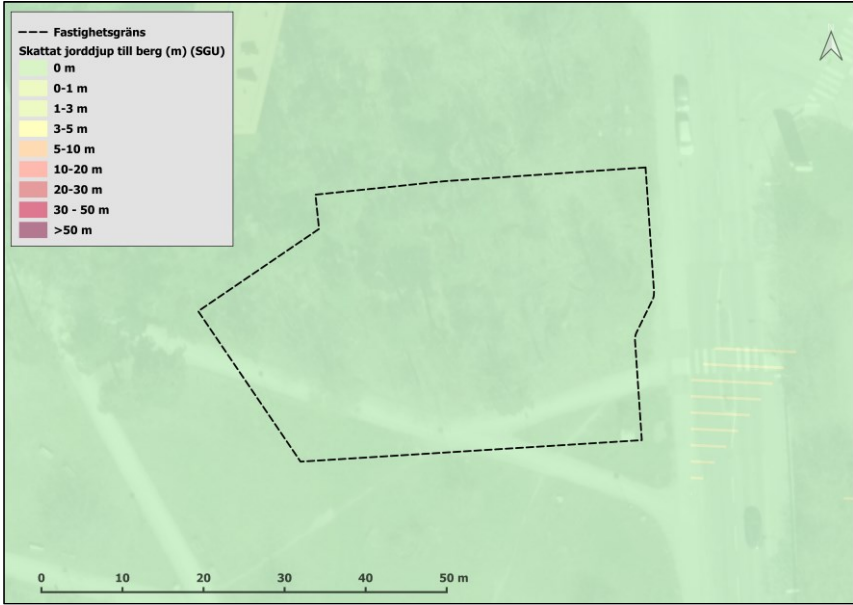 Fastighetsgräns
Skattat jorddjup till berg (m) (SGU)
0 m
0-1 m
1-3 m
3-5 m
5-10 m
10-20 m
20-30 m
30 - 50 m
>50 m
0 10 20 30 40 50 m